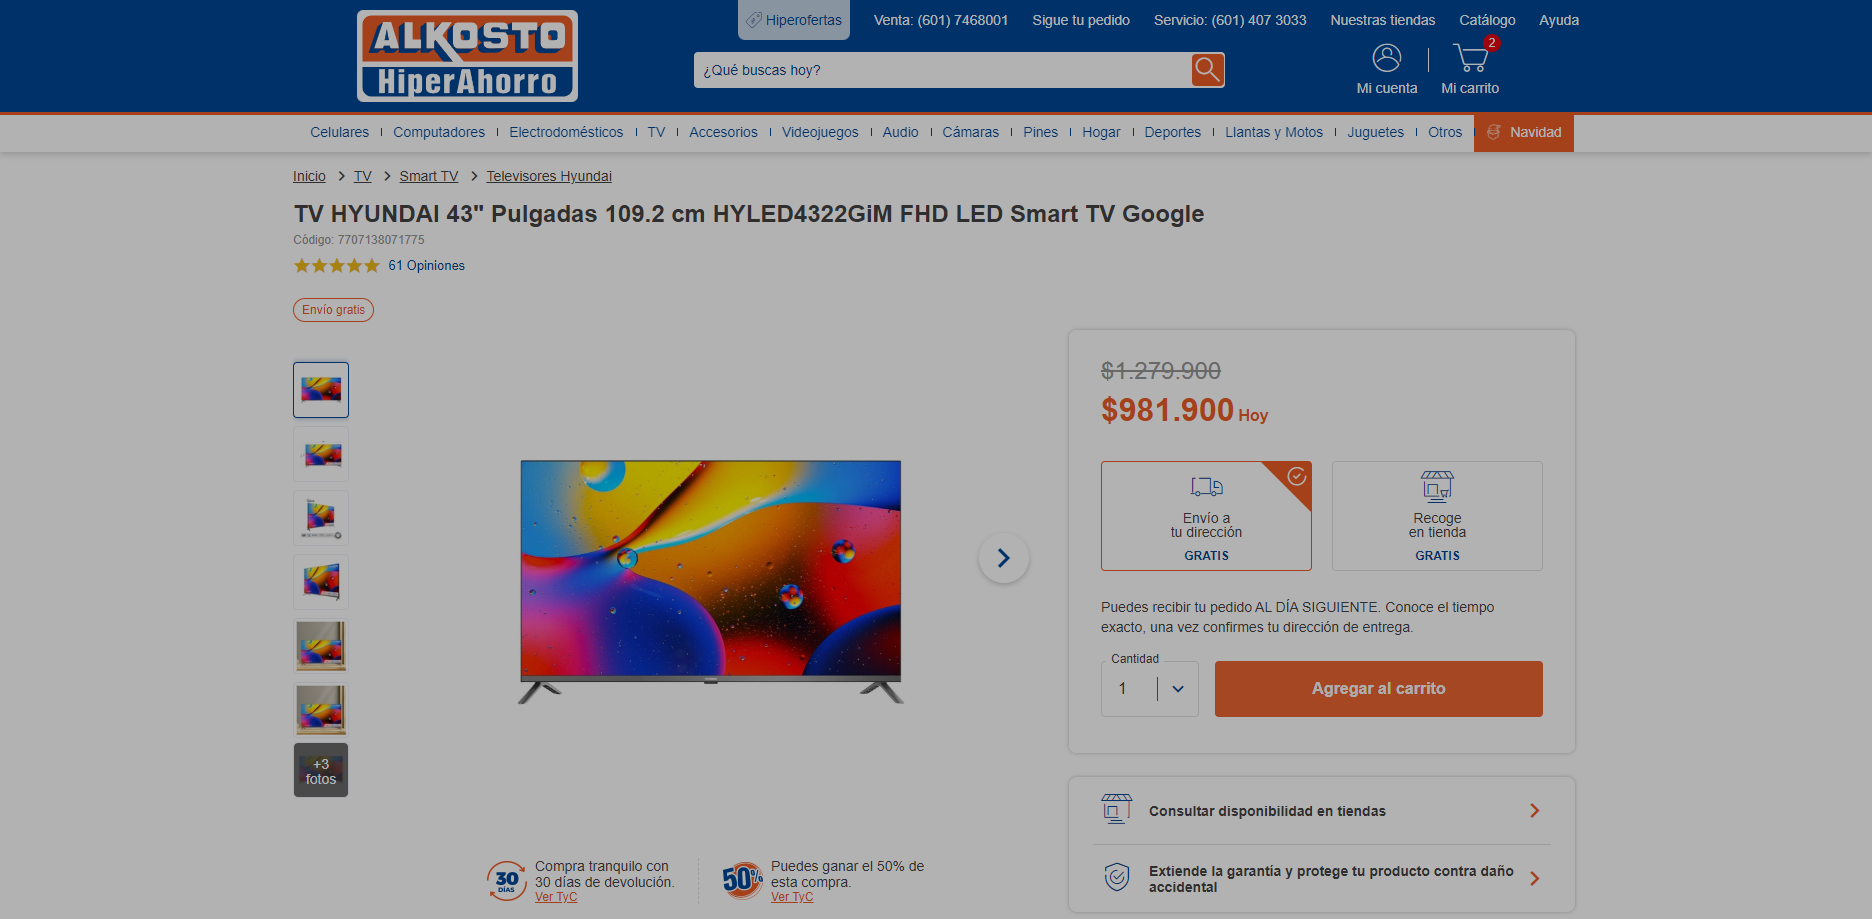 ALKOSTO
HiperAhorro
Hiperofertas
Venta: (601) 7468001
Sigue tu pedido
Servicio: (601) 407 3033
Nuestras tiendas
Catálogo
Ayuda
¿Qué buscas hoy?
2
Mi cuenta
Mi carrito
Celulares
Computadores
Electrodomésticos
TV
Accesorios
Videojuegos
Audio
Cámaras
Pines
Hogar
Deportes
Llantas y Motos
Juguetes
Otros
Navidad
Inicio > TV > Smart TV > Televisores Hyundai
TV HYUNDAI 43" Pulgadas 109.2 cm HYLED4322GiM FHD LED Smart TV Google
Código: 7707138071775
61 Opiniones
Envío gratis
+3
fotos
30
DÍAS
Compra tranquilo con
30 días de devolución.
Ver TyC
50%
Puedes ganar el 50% de
esta compra.
Ver TyC
$1.279.900
$981.900 Hoy
Envío a
tu dirección
GRATIS
Recoge
en tienda
GRATIS
Puedes recibir tu pedido AL DÍA SIGUIENTE. Conoce el tiempo
exacto, una vez confirmes tu dirección de entrega.
Cantidad
1
Agregar al carrito
Consultar disponibilidad en tiendas
Extiende la garantía y protege tu producto contra daño
accidental